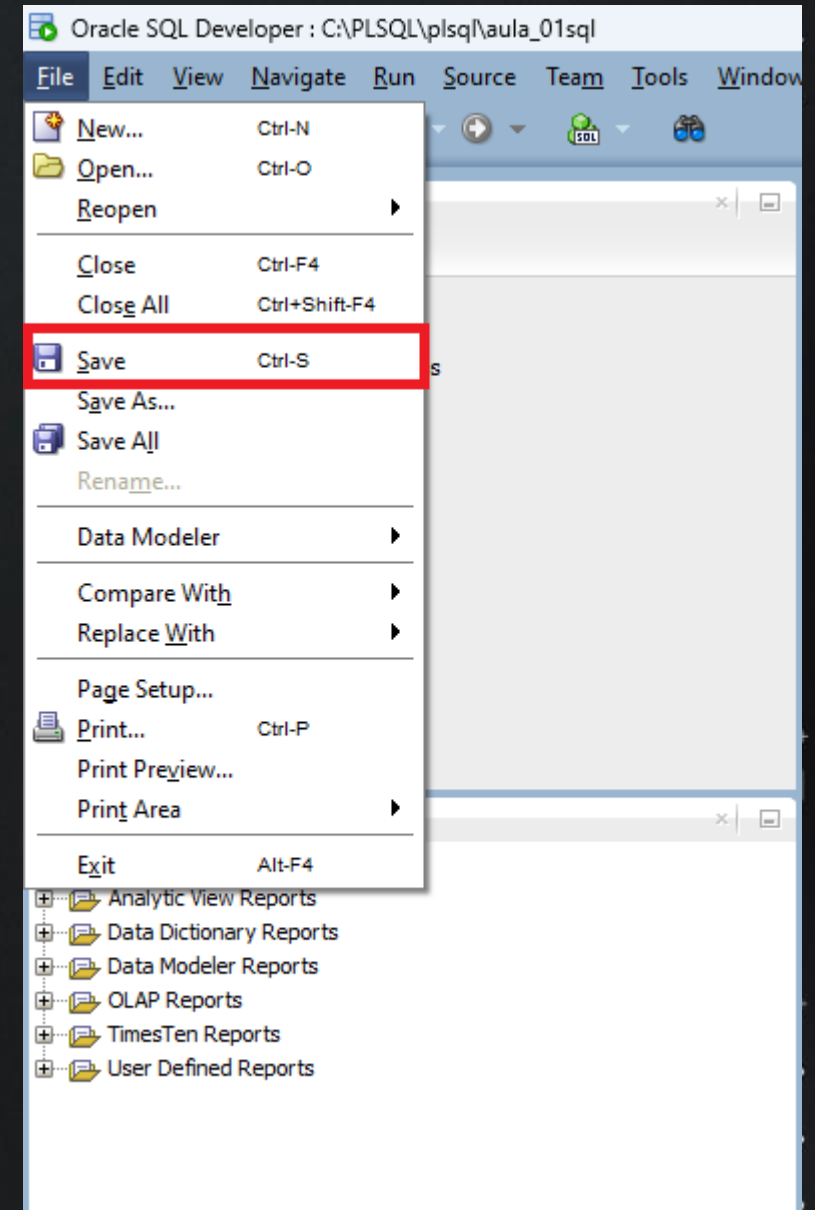 Oracle SQL Developer : C:\PLSQL\plsql\aula_01sql
File Edit View Navigate Run Source Team Tools Window
SQL
New... Ctrl-N
Open... Ctrl-O
Reopen
Close Ctrl-F4
Close All Ctrl+Shift-F4
Save Ctrl-S
s
Save As...
Save All
Rename...
Data Modeler
Compare With
Replace With
Page Setup...
Print... Ctrl-P
Print Preview...
Print Area
Exit Alt-F4
Analytic View Reports
Data Dictionary Reports
Data Modeler Reports
OLAP Reports
TimesTen Reports
User Defined Reports